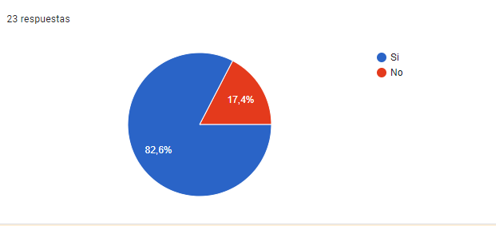 23 respuestas
Si
No
17,4%
82,6%